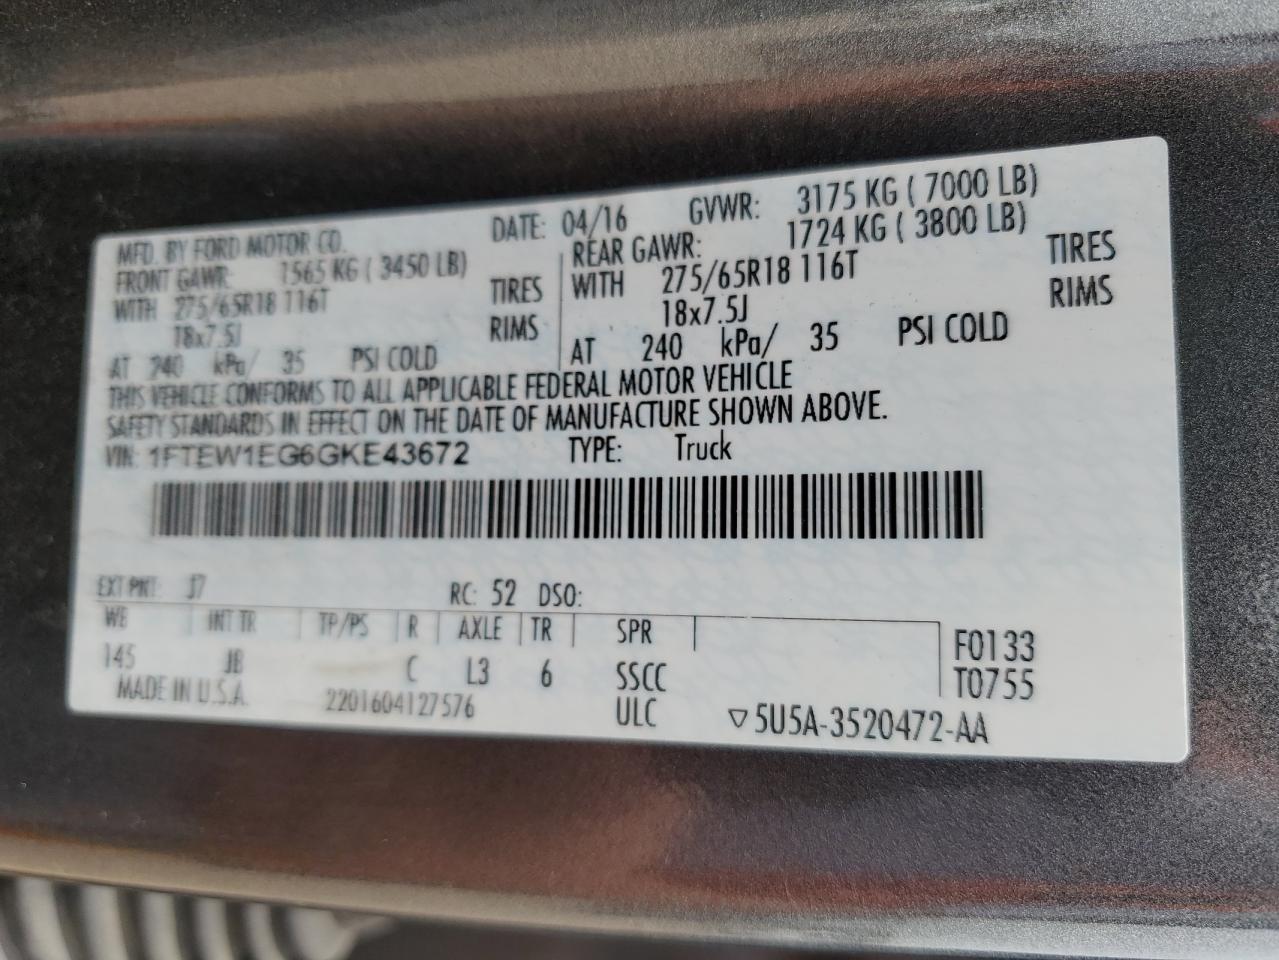 MFD. BY FORD MOTOR CO.
DATE: 04/16
GVWR: 3175 KG ( 7000 LB)
FRONT GAWR: 1565 KG ( 3450 LB)
WITH 275/65R18 116T TIRES
18x7.5J RIMS
AT 240 kPa/ 35 PSI COLD
REAR GAWR: 1724 KG ( 3800 LB)
WITH 275/65R18 116T TIRES
18x7.5J RIMS
AT 240 kPa/ 35 PSI COLD
THIS VEHICLE CONFORMS TO ALL APPLICABLE FEDERAL MOTOR VEHICLE
SAFETY STANDARDS IN EFFECT ON THE DATE OF MANUFACTURE SHOWN ABOVE.
VIN: 1FTEW1EG6GKE43672 TYPE: Truck
EXT PNT: J7 RC: 52 DSO:
WB INT TR TP/PS R AXLE TR SPR
145 JB C L3 6 SSCC
F0133
T0755
MADE IN U.S.A. 2201604127576 ULC ▽5U5A-3520472-AA